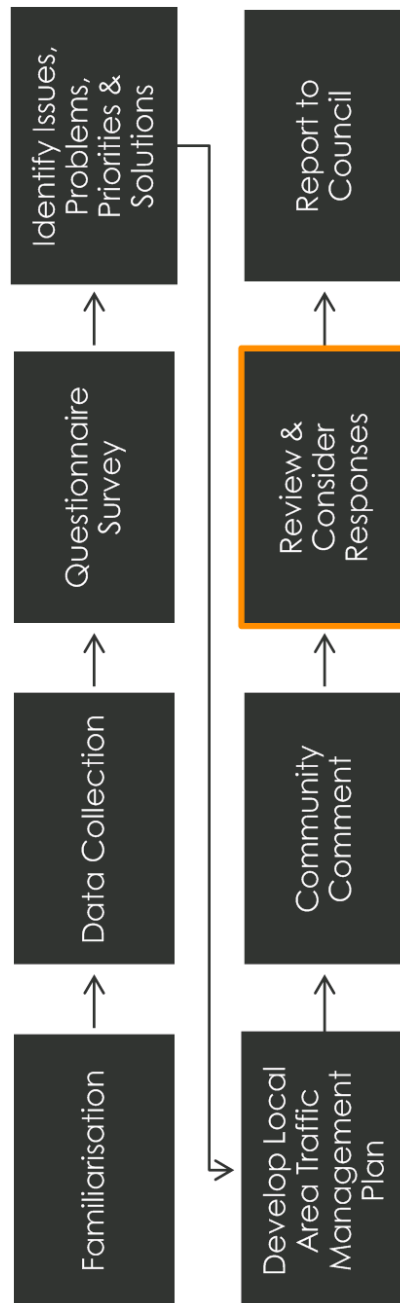 Familiarisation
Data Collection
Questionnaire
Survey
Identify Issues,
Problems,
Priorities &
Solutions
Develop Local
Area Traffic
Management
Plan
Community
Comment
Review &
Consider
Responses
Report to
Council